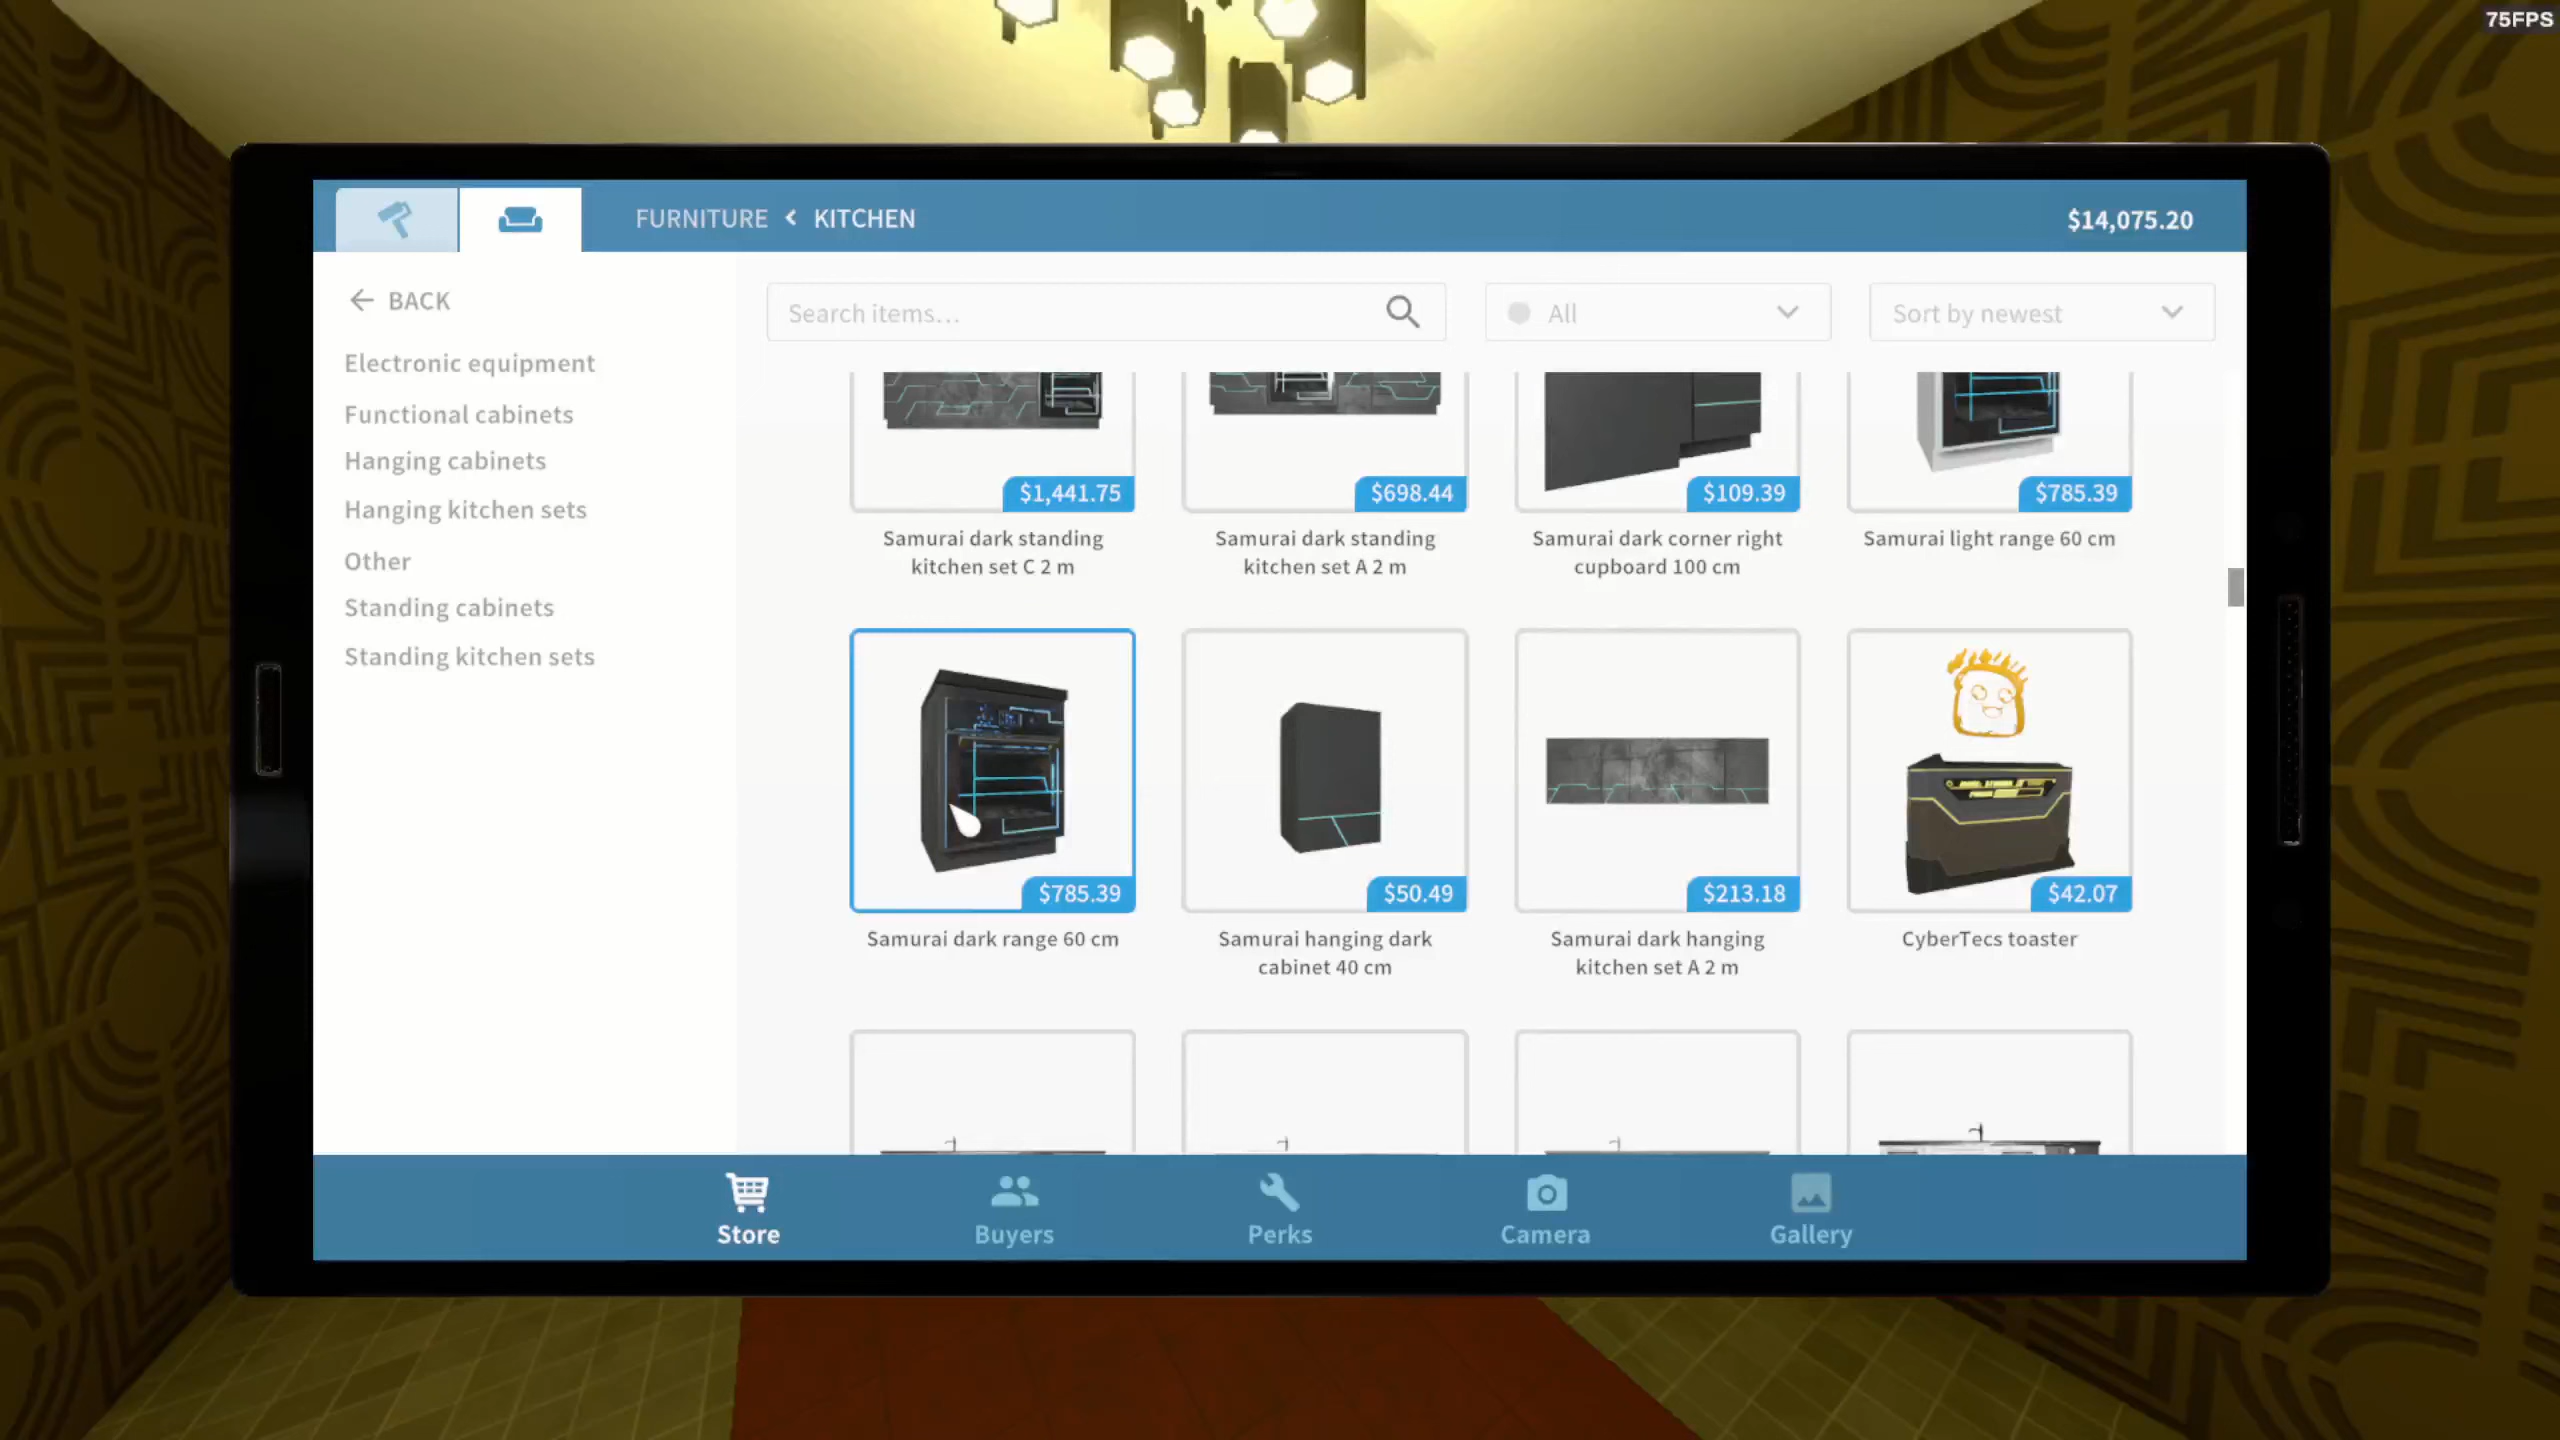 75FPS
FURNITURE < KITCHEN
$14,075.20
BACK
Search items...
All
Sort by newest
Electronic equipment
Functional cabinets
Hanging cabinets
Hanging kitchen sets
Other
Standing cabinets
Standing kitchen sets
$1,441.75
$698.44
$109.39
$785.39
Samurai dark standing
kitchen set C 2 m
Samurai dark standing
kitchen set A 2 m
Samurai dark corner right
cupboard 100 cm
Samurai light range 60 cm
$785.39
$50.49
$213.18
$42.07
Samurai dark range 60 cm
Samurai hanging dark
cabinet 40 cm
Samurai dark hanging
kitchen set A 2 m
CyberTecs toaster
Store
Buyers
Perks
Camera
Gallery